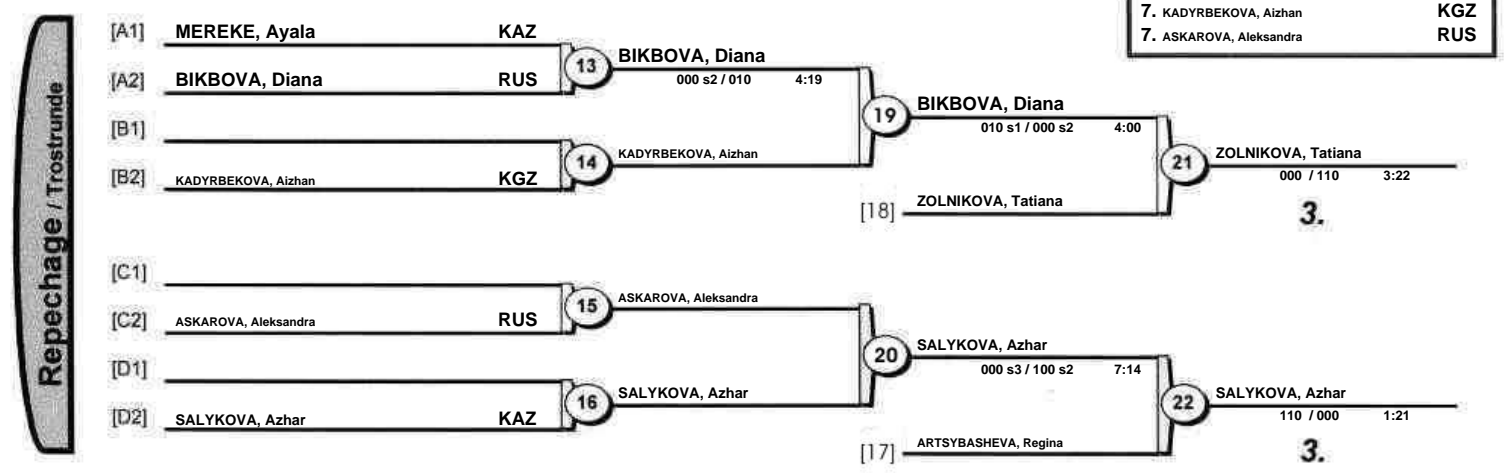 7. KADYRBEKOVA, Aizhan KGZ
7. ASKAROVA, Aleksandra RUS
Repechage / Trostrunde
[A1] MEREKE, Ayala KAZ
13 BIKBOVA, Diana
000 s2 / 010 4:19
[A2] BIKBOVA, Diana RUS
19 BIKBOVA, Diana
010 s1 / 000 s2 4:00
[B1]
14 KADYRBEKOVA, Aizhan
[B2] KADYRBEKOVA, Aizhan KGZ
21 ZOLNIKOVA, Tatiana
000 / 110 3:22
[18] ZOLNIKOVA, Tatiana
3.
[C1]
15 ASKAROVA, Aleksandra
[C2] ASKAROVA, Aleksandra RUS
20 SALYKOVA, Azhar
000 s3 / 100 s2 7:14
[D1]
16 SALYKOVA, Azhar
[D2] SALYKOVA, Azhar KAZ
22 SALYKOVA, Azhar
110 / 000 1:21
[17] ARTSYBASHEVA, Regina
3.